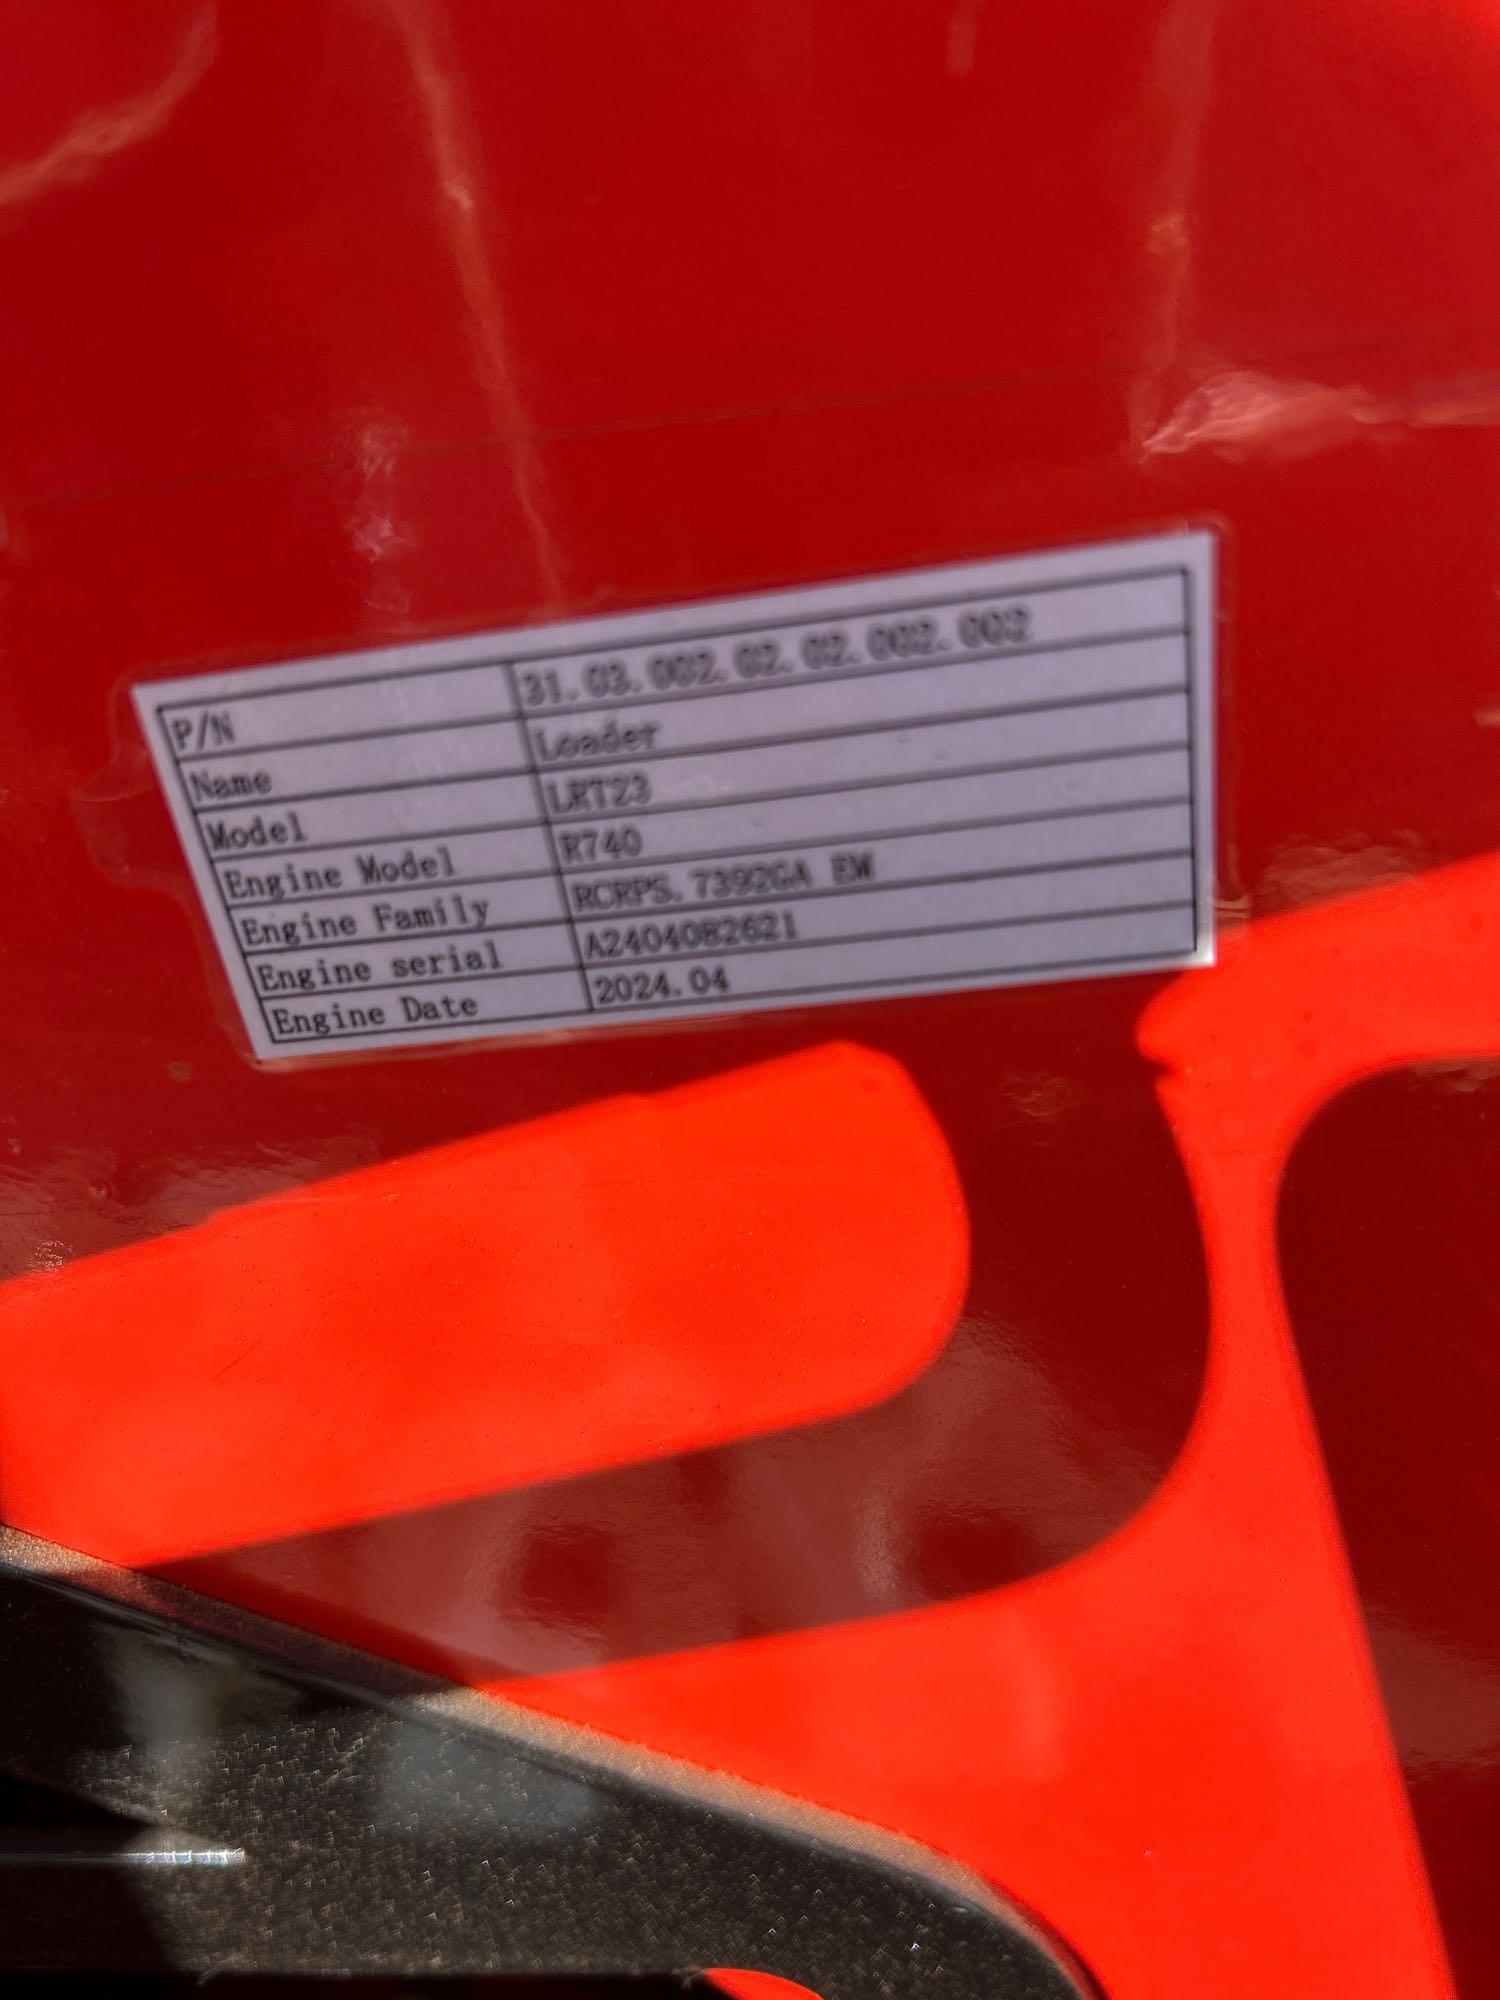 P/N 31.03.002.02.02.002.002
Name Loader
Model LRT23
Engine Model R740
Engine Family RCRPS.7392GA EW
Engine serial A2404082621
Engine Date 2024.04